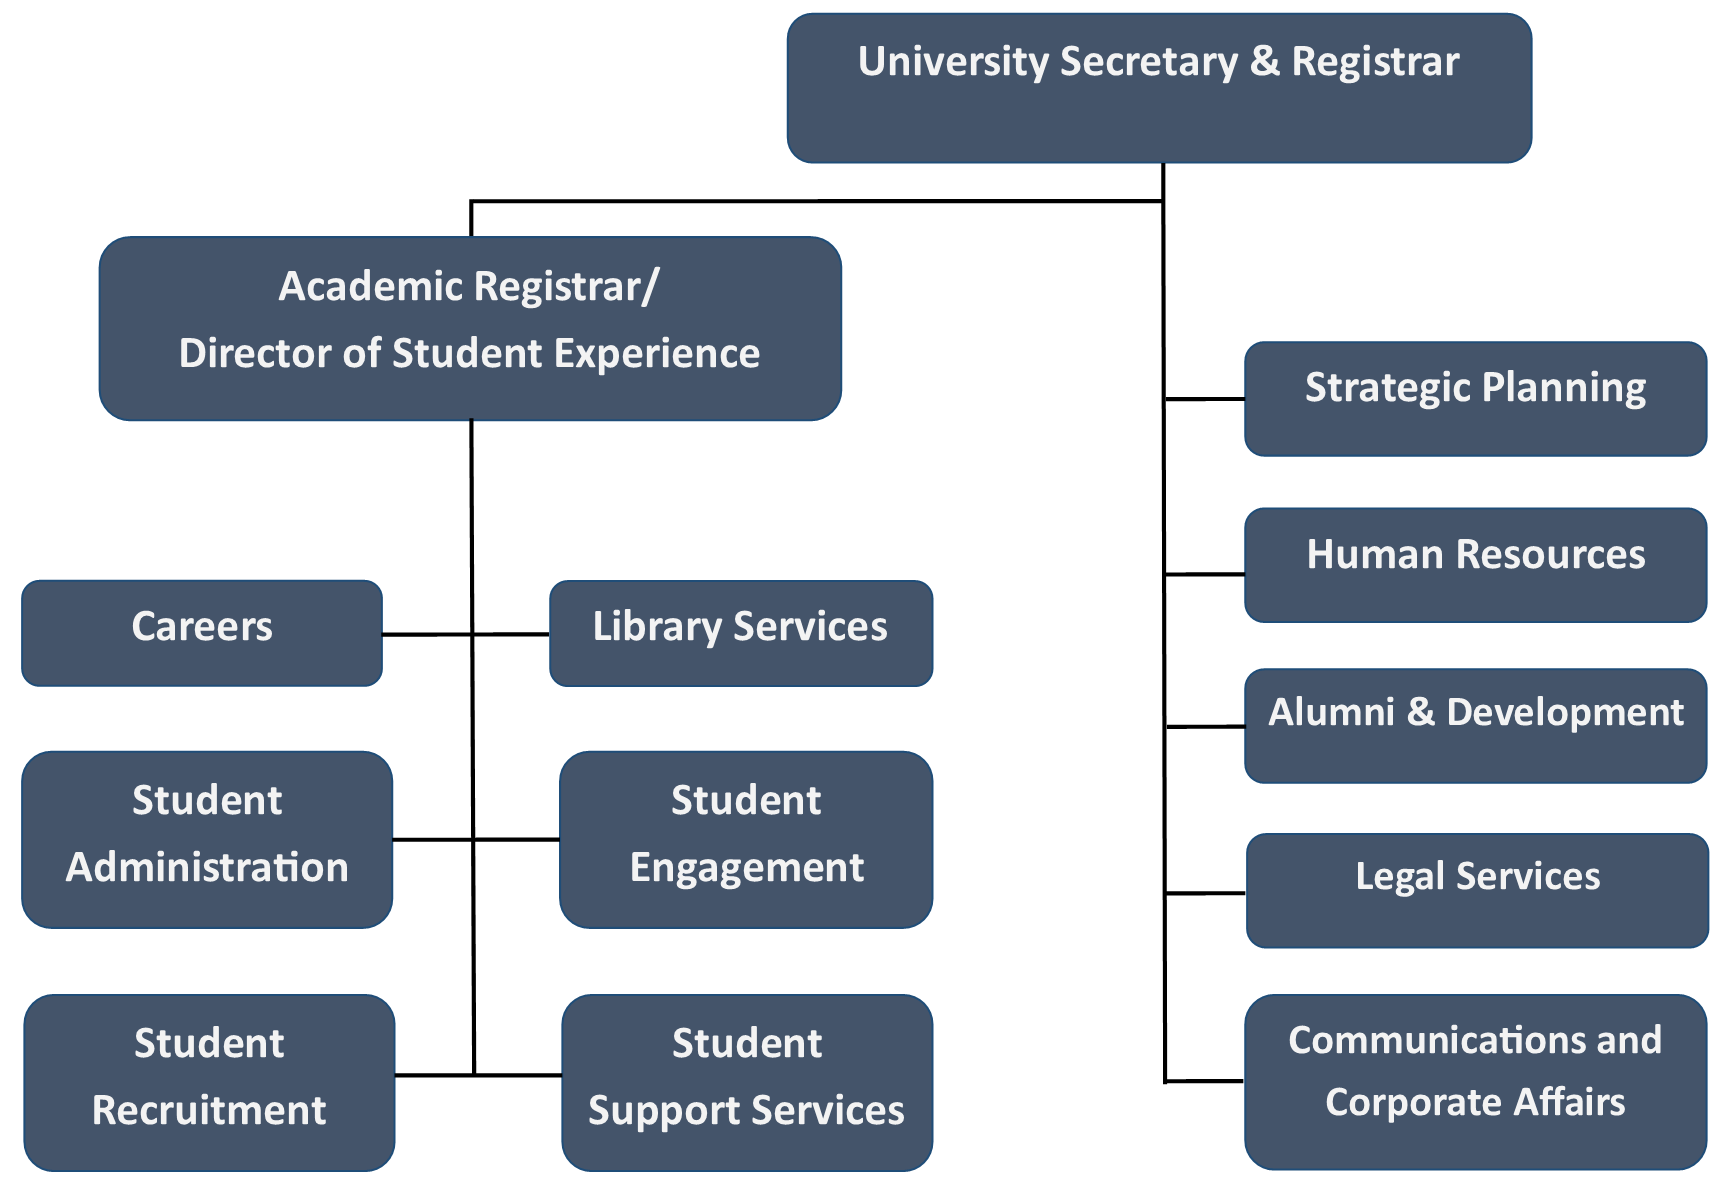 University Secretary & Registrar
Academic Registrar/
Director of Student Experience
Careers
Library Services
Student
Administration
Student
Engagement
Student
Recruitment
Student
Support Services
Strategic Planning
Human Resources
Alumni & Development
Legal Services
Communications and
Corporate Affairs